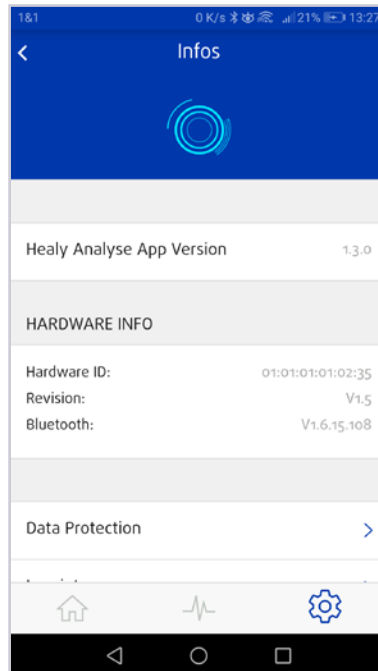 1&1 0 K/s 21% 13:27
Infos
Healy Analyse App Version 1.3.0
HARDWARE INFO
Hardware ID: 01:01:01:01:02:35
Revision: V1.5
Bluetooth: V1.6.15.108
Data Protection